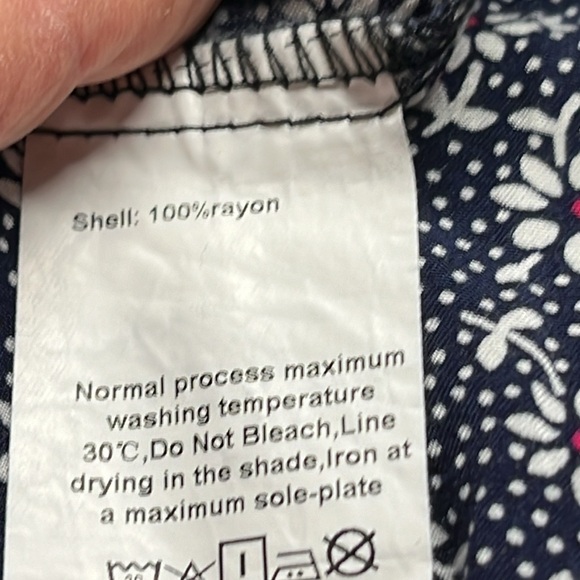 Shell: 100%rayon
Normal process maximum
washing temperature
30℃,Do Not Bleach,Line
drying in the shade,Iron at
a maximum sole-plate